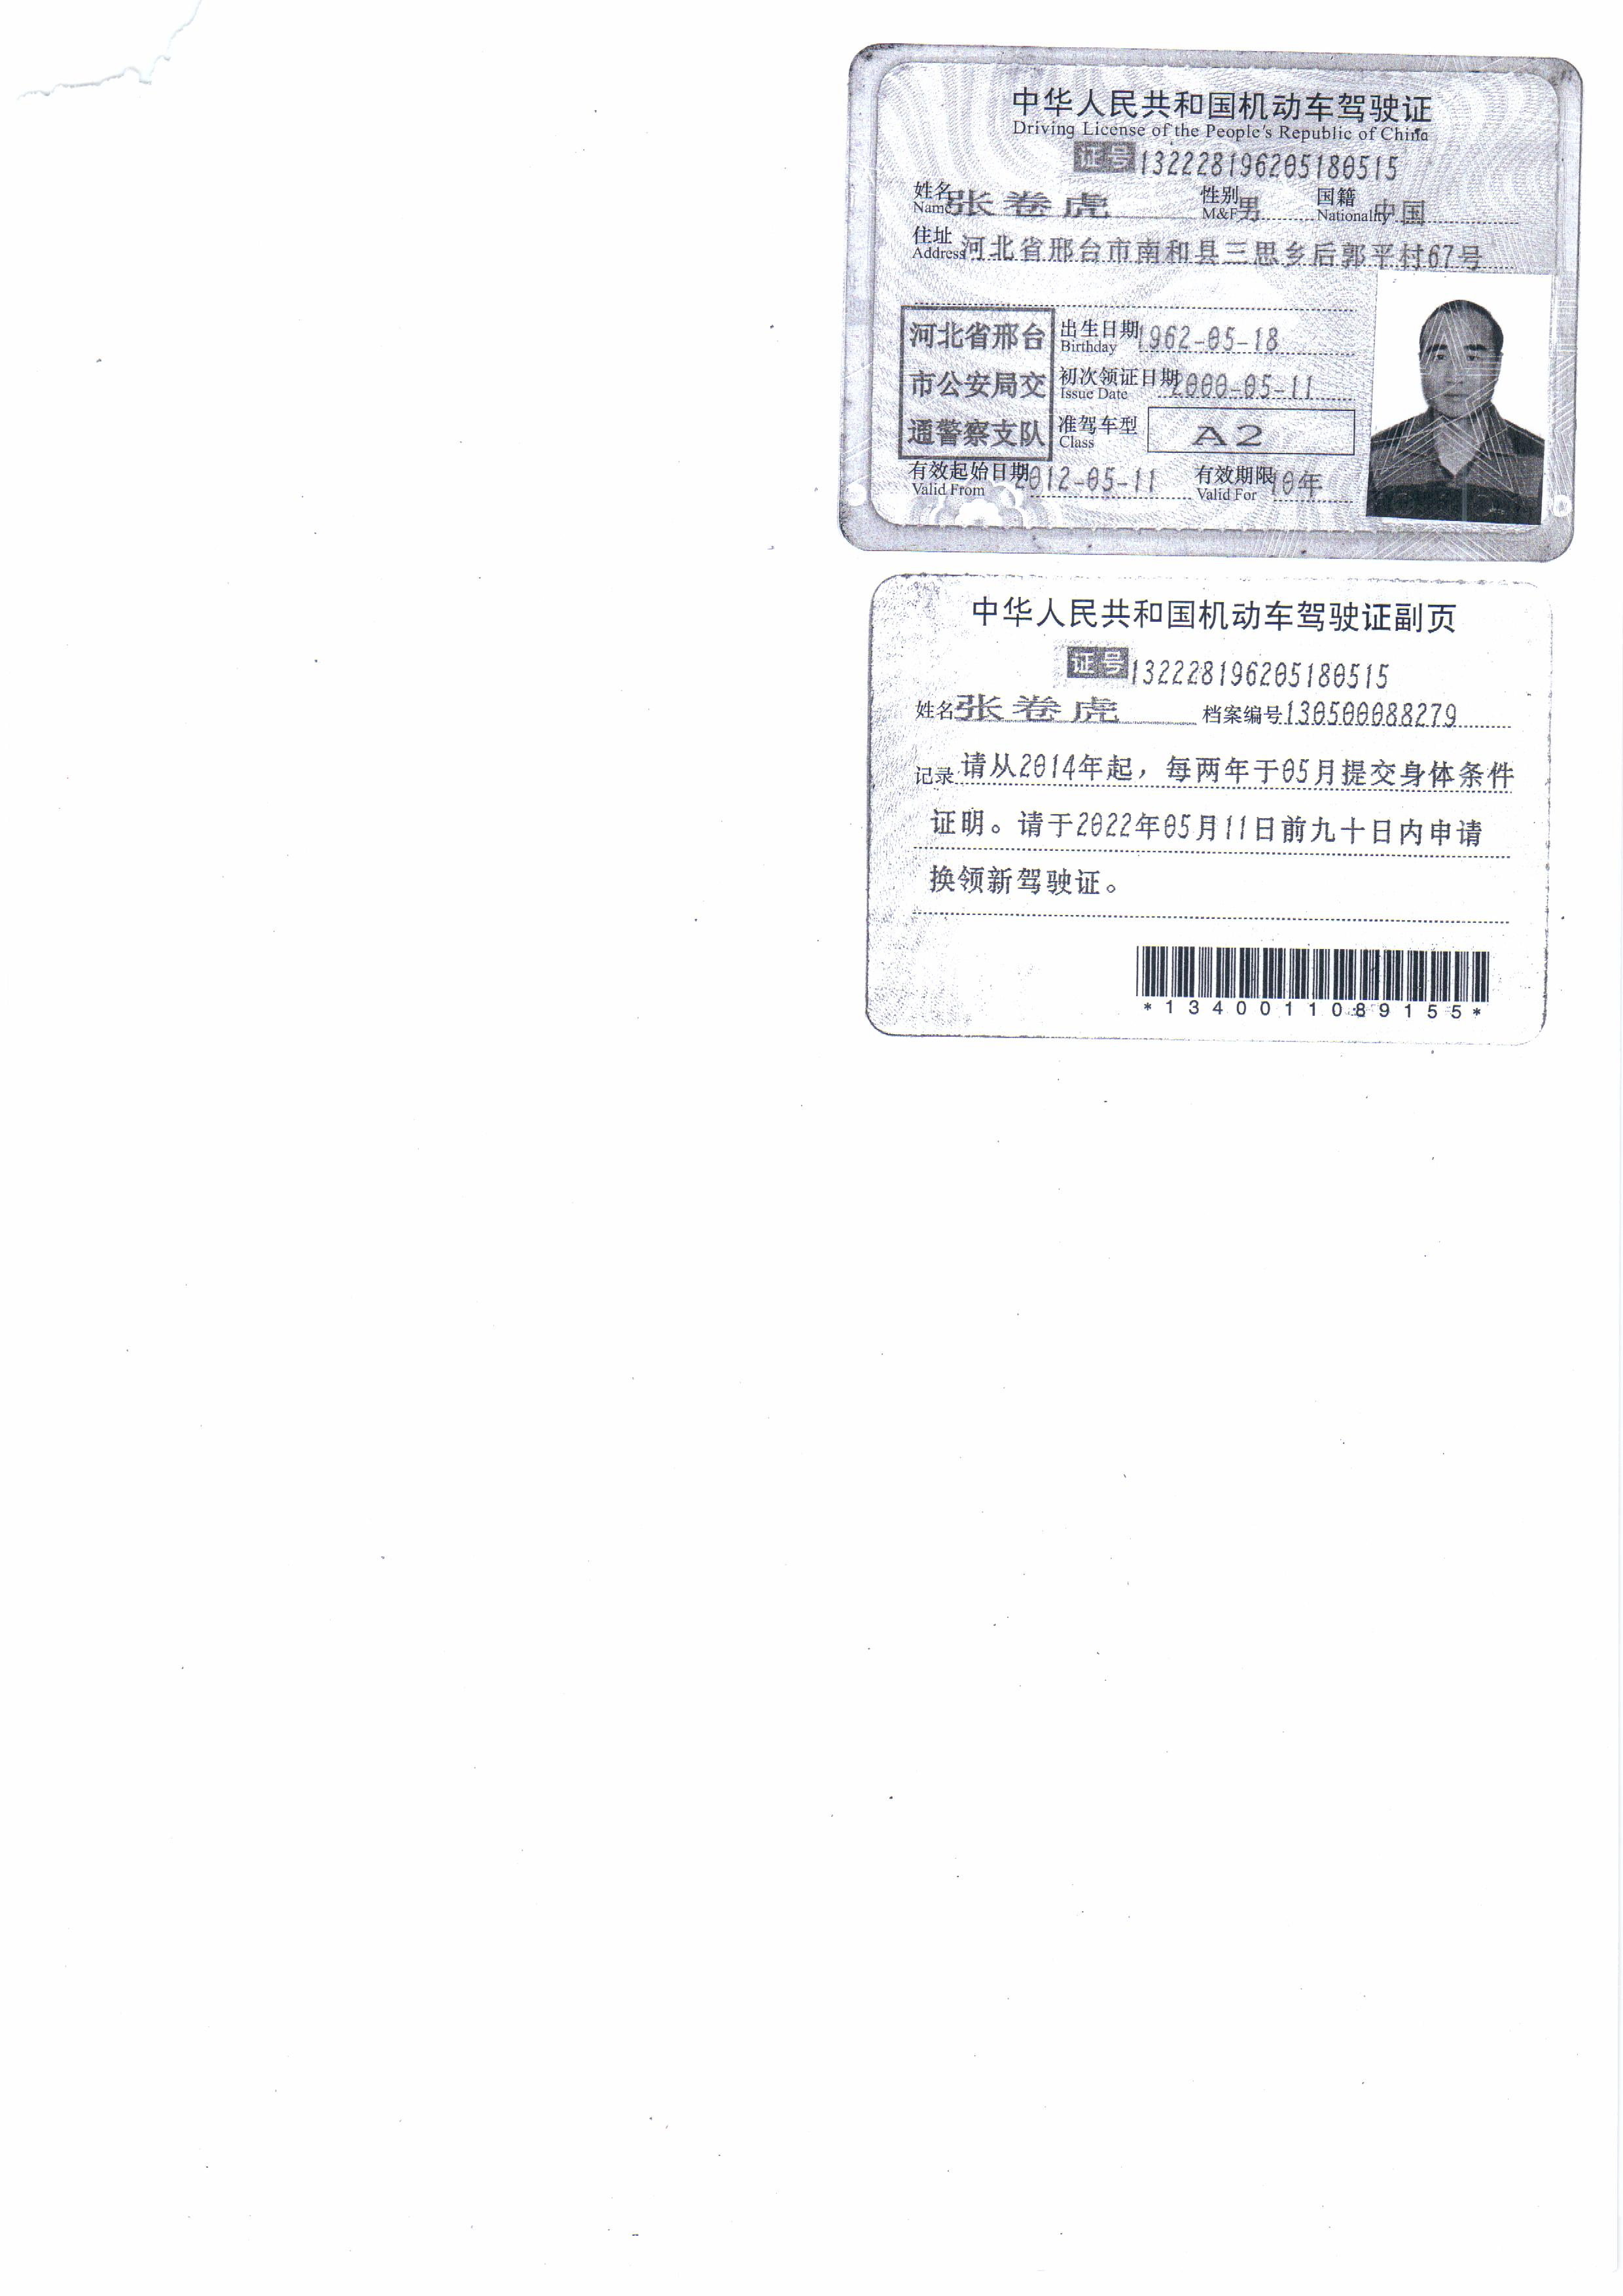 中华人民共和国机动车驾驶证
Driving License of the People's Republic of China
证号 132228196205180515
姓名 Name 张卷虎 性别 M&F 男 国籍 Nationality 中国
住址 Address 河北省邢台市南和县三思乡后郭平村67号
河北省邢台
市公安局交
通警察支队
出生日期 Birthday 1962-05-18
初次领证日期 Issue Date 2000-05-11
准驾车型 Class A2
有效起始日期 Valid From 2012-05-11 有效期限 Valid For 10年
中华人民共和国机动车驾驶证副页
证号 132228196205180515
姓名 张卷虎 档案编号 130500088279
记录 请从2014年起，每两年于05月提交身体条件
证明。请于2022年05月11日前九十日内申请
换领新驾驶证。
*1340011089155*